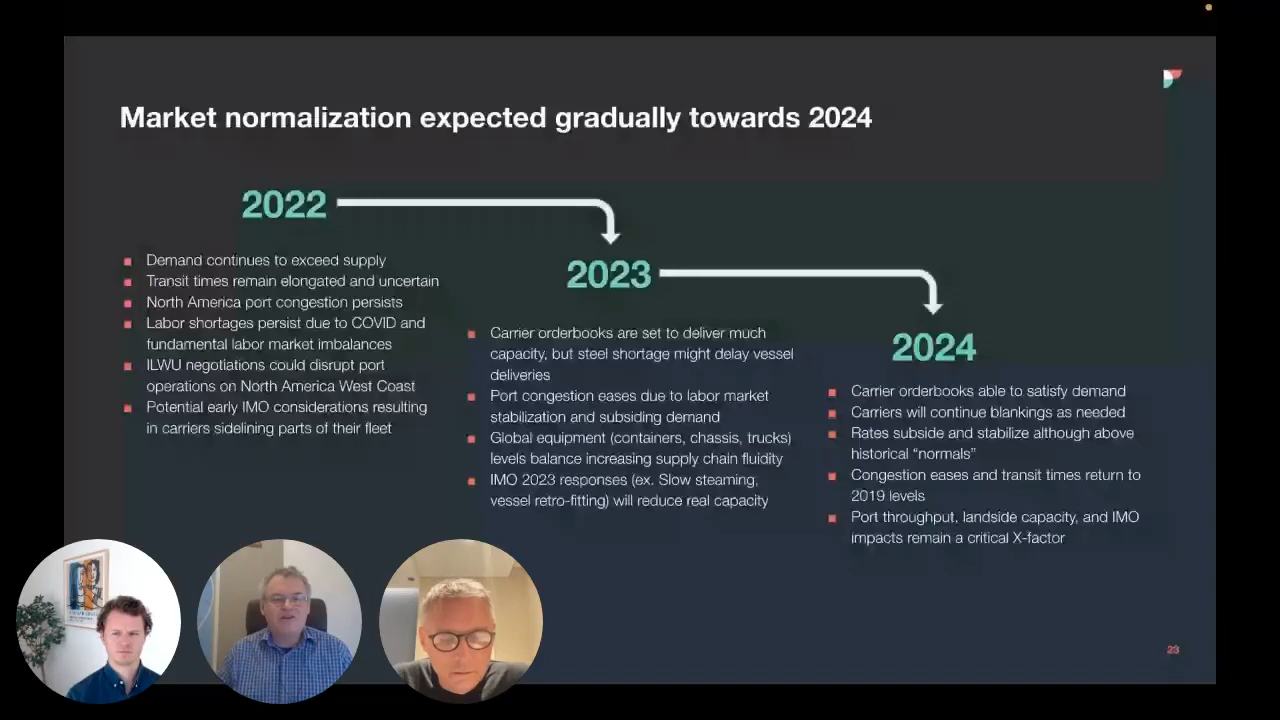 Market normalization expected gradually towards 2024
2022
Demand continues to exceed supply
Transit times remain elongated and uncertain
North America port congestion persists
Labor shortages persist due to COVID and
fundamental labor market imbalances
ILWU negotiations could disrupt port
operations on North America West Coast
Potential early IMO considerations resulting
in carriers sidelining parts of their fleet
2023
Carrier orderbooks are set to deliver much
capacity, but steel shortage might delay vessel
deliveries
Port congestion eases due to labor market
stabilization and subsiding demand
Global equipment (containers, chassis, trucks)
levels balance increasing supply chain fluidity
IMO 2023 responses (ex. Slow steaming,
vessel retro-fitting) will reduce real capacity
2024
Carrier orderbooks able to satisfy demand
Carriers will continue blankings as needed
Rates subside and stabilize although above
historical “normals”
Congestion eases and transit times return to
2019 levels
Port throughput, landside capacity, and IMO
impacts remain a critical X-factor
23